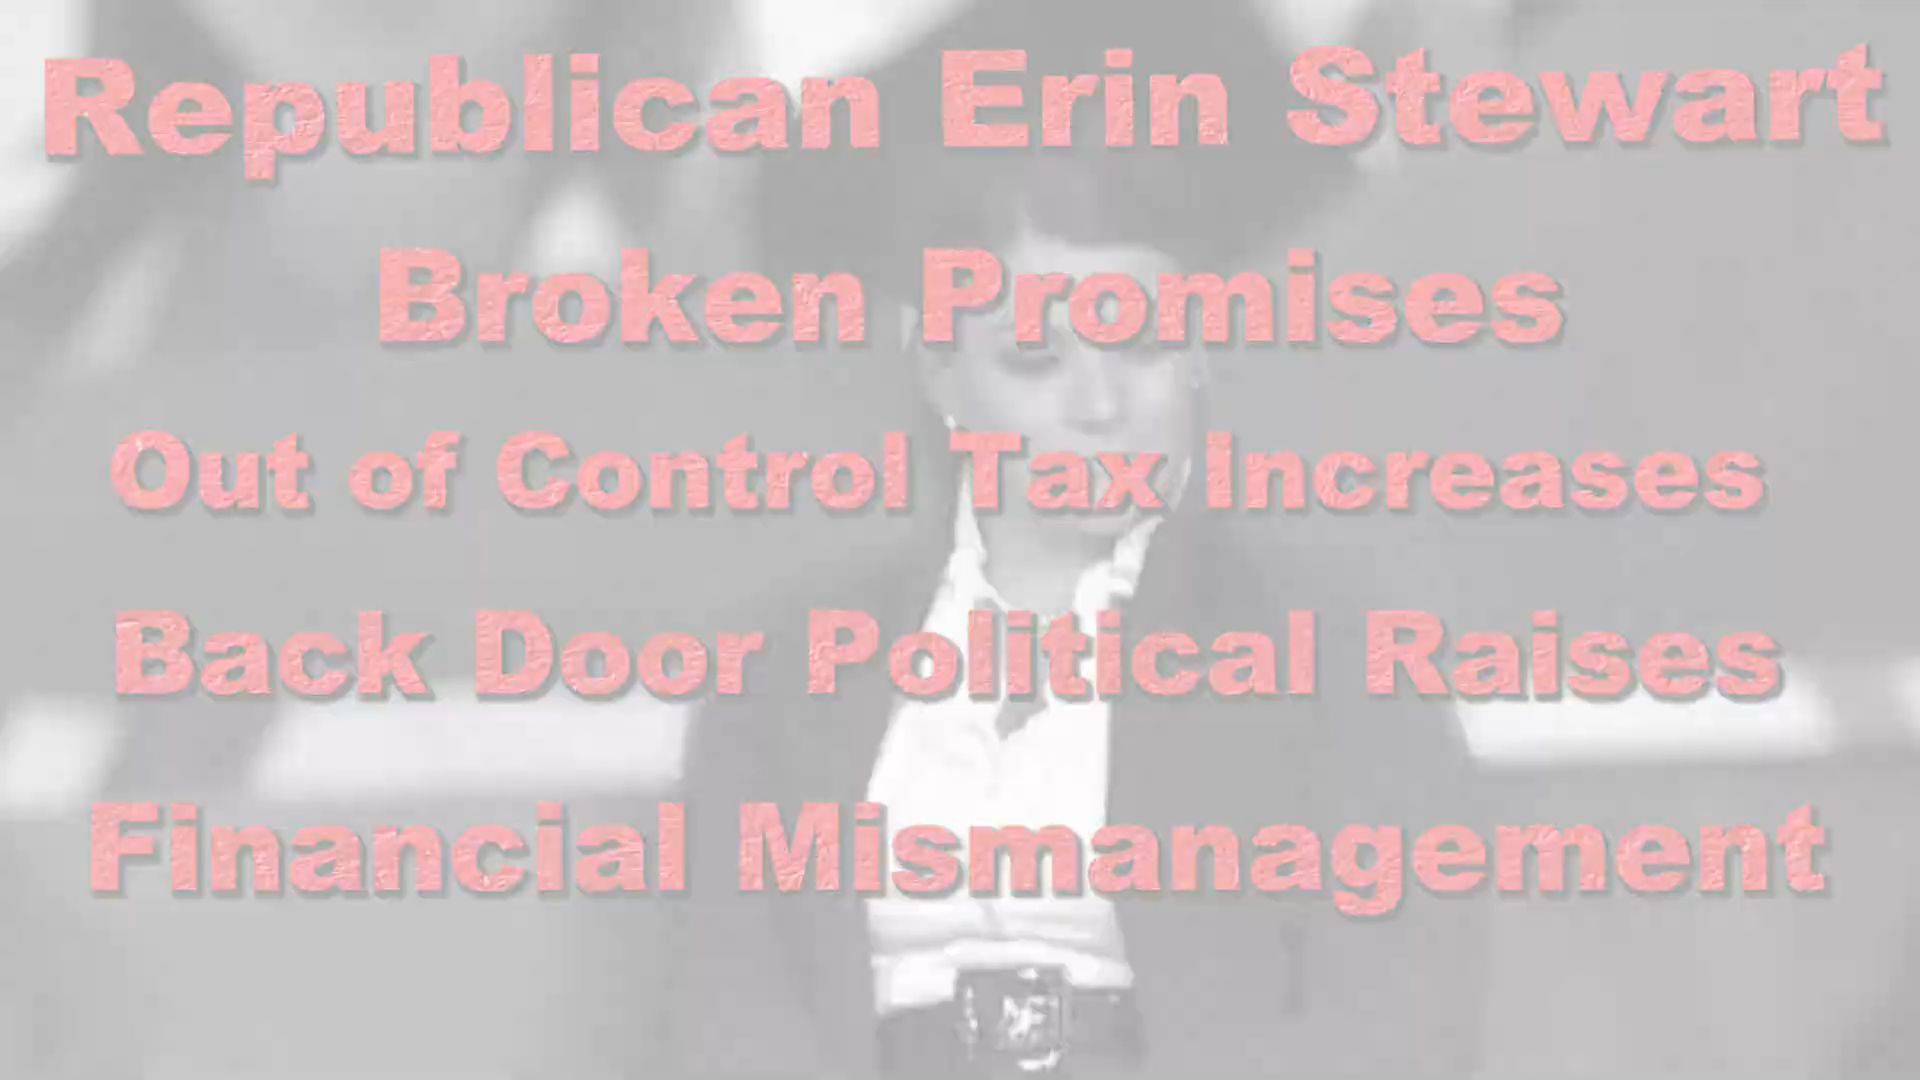 Republican Erin Stewart
Broken Promises
Out of Control Tax Increases
Back Door Political Raises
Financial Mismanagement